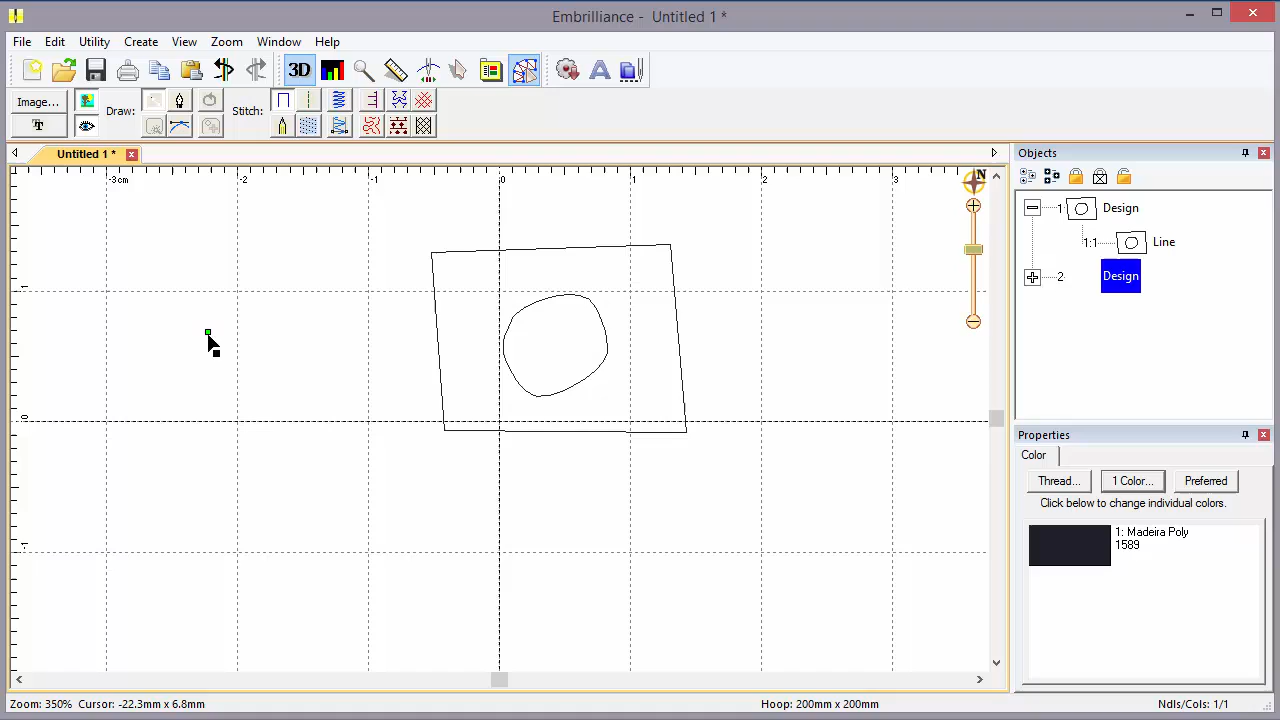 Embrilliance - Untitled 1 *
File Edit Utility Create View Zoom Window Help
3D
Image... Draw: Stitch:
T
Untitled 1 *
Objects
-3cm -2 -1 0 1 2 3
N
1 Design
1:1 Line
2 Design
1
0
-1
Properties
Color
Thread... 1 Color... Preferred
Click below to change individual colors.
1: Madeira Poly
1589
Zoom: 350% Cursor: -22.3mm x 6.8mm Hoop: 200mm x 200mm Ndls/Cols: 1/1